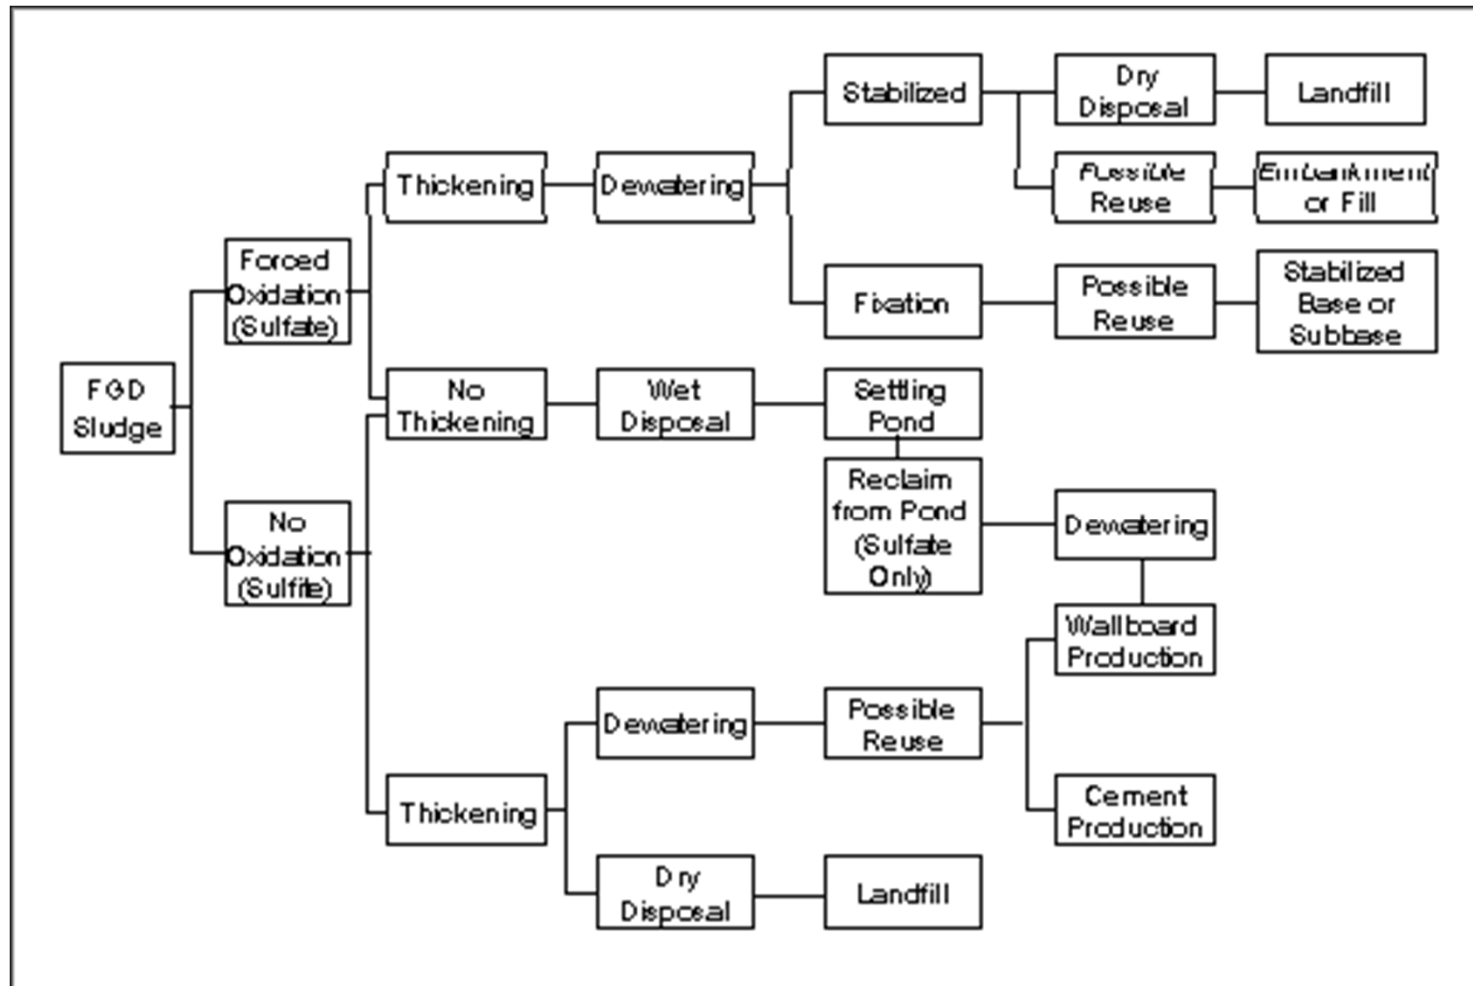 Stabilized
Dry
Disposal
Landfill
Thickening
Dewatering
Possible
Reuse
Embankment
or Fill
Forced
Oxidation
(Sulfate)
Fixation
Possible
Reuse
Stabilized
Base or
Subbase
FGD
Sludge
No
Thickening
Wet
Disposal
Settling
Pond
No
Oxidation
(Sulfite)
Reclaim
from Pond
(Sulfate
Only)
Dewatering
Wallboard
Production
Dewatering
Possible
Reuse
Thickening
Cement
Production
Dry
Disposal
Landfill